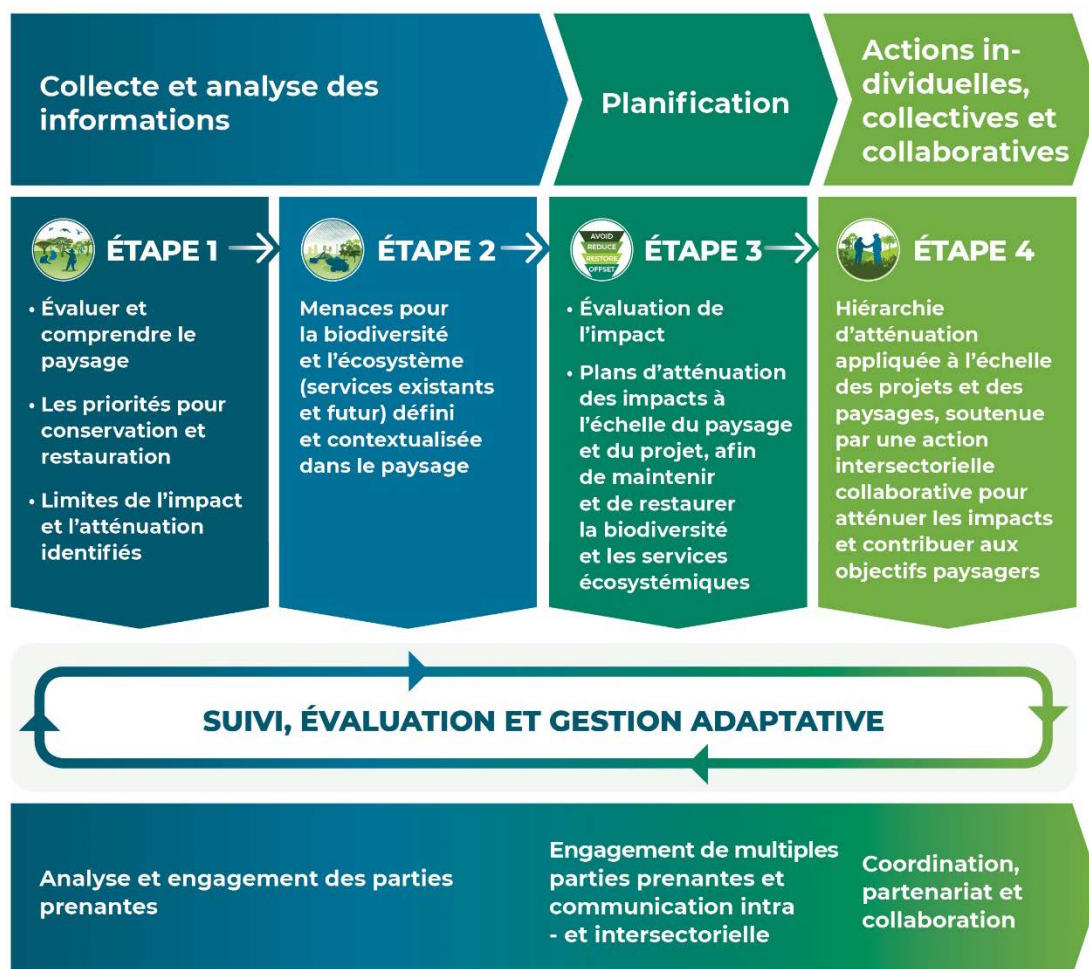 Collecte et analyse des
informations
Planification
Actions in-
dividuelles,
collectives et
collaboratives
ÉTAPE 1
• Évaluer et
comprendre le
paysage
• Les priorités pour
conservation et
restauration
• Limites de l’impact
et l’atténuation
identifiés
ÉTAPE 2
Menaces pour
la biodiversité
et l’écosystème
(services existants
et futur) défini
et contextualisée
dans le paysage
AVOID
REDUCE
RESTORE
OFFSET
ÉTAPE 3
• Évaluation de
l’impact
• Plans d’atténuation
des impacts à
l’échelle du paysage
et du projet, afin
de maintenir
et de restaurer
la biodiversité
et les services
écosystémiques
ÉTAPE 4
Hiérarchie
d’atténuation
appliquée à l’échelle
des projets et des
paysages, soutenue
par une action
intersectorielle
collaborative pour
atténuer les impacts
et contribuer aux
objectifs paysagers
SUIVI, ÉVALUATION ET GESTION ADAPTATIVE
Analyse et engagement des parties
prenantes
Engagement de multiples
parties prenantes et
communication intra
- et intersectorielle
Coordination,
partenariat et
collaboration